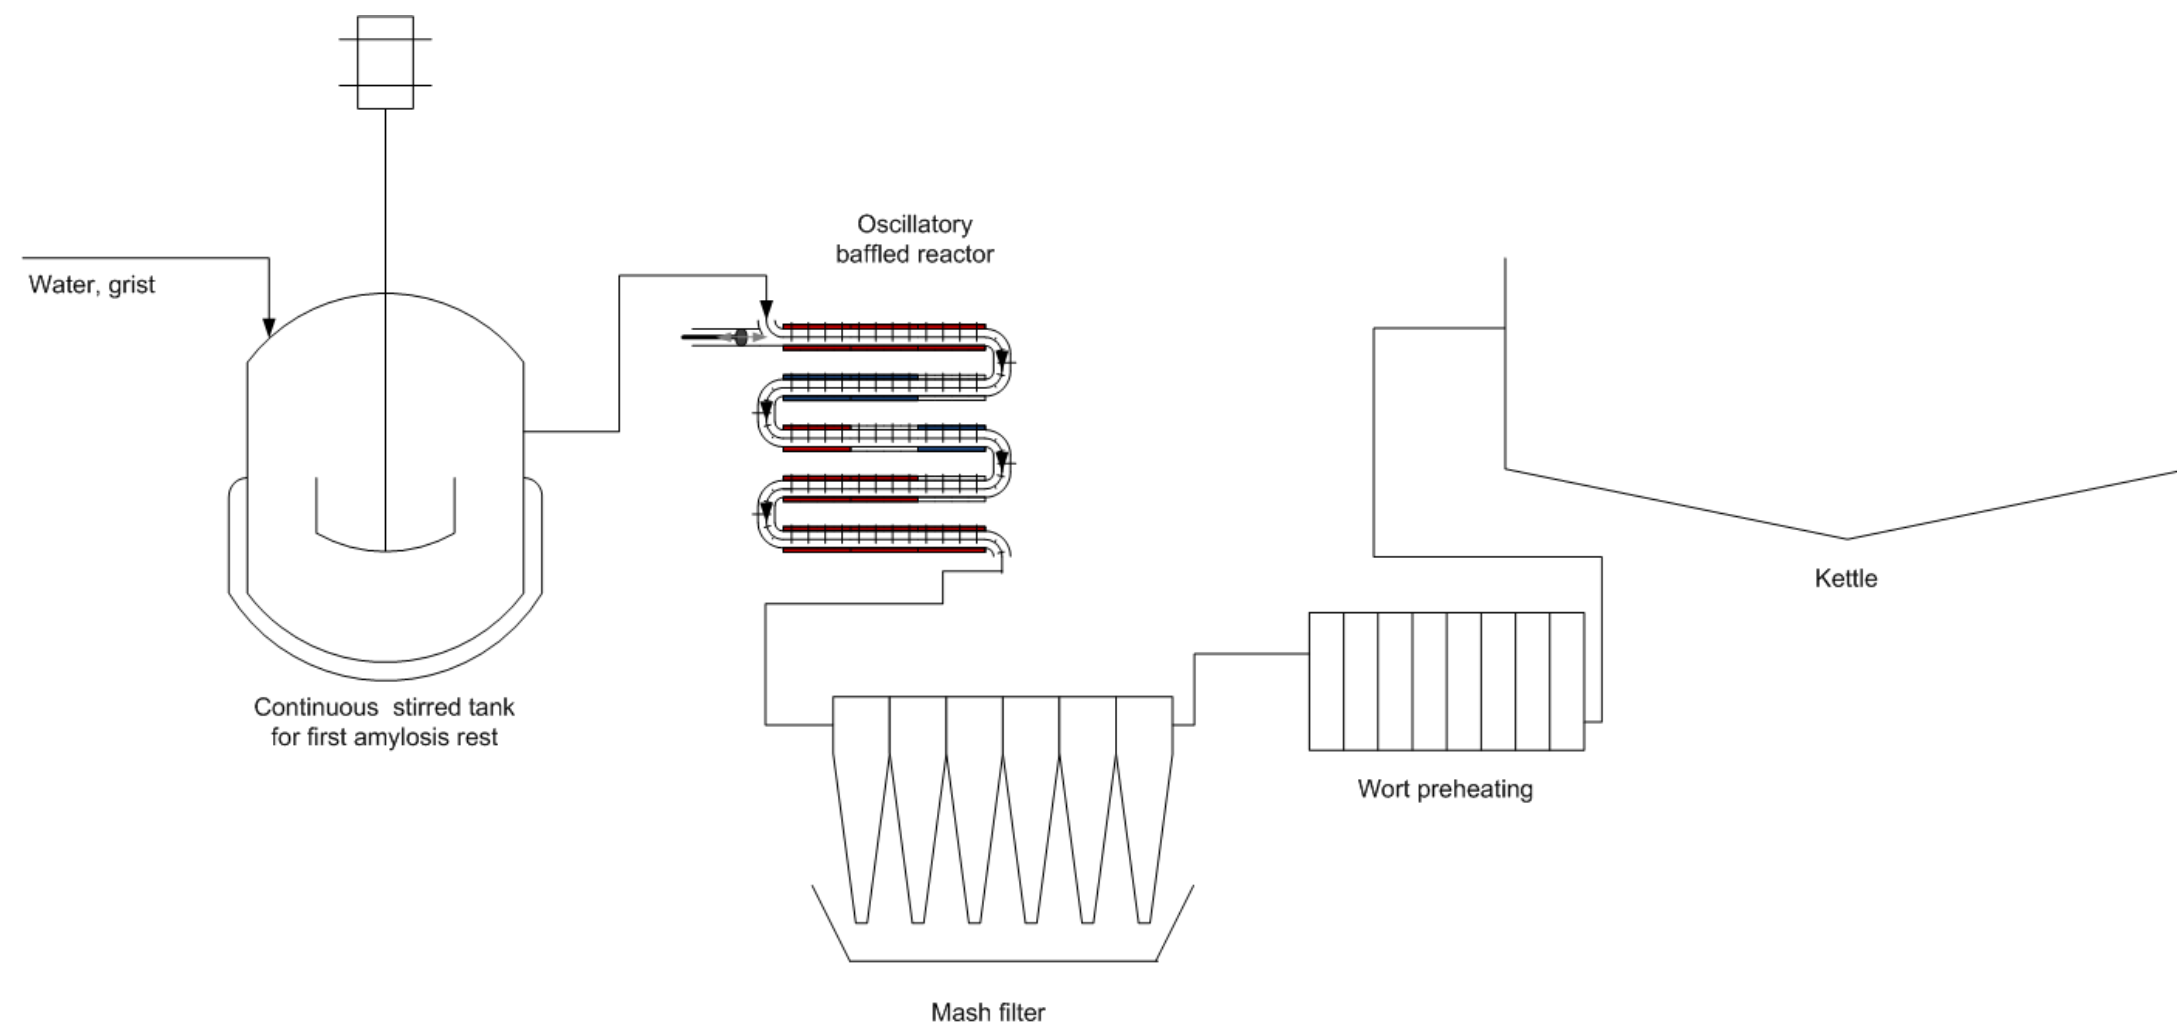 Water, grist
Oscillatory
baffled reactor
Continuous  stirred tank
for first amylosis rest
Kettle
Wort preheating
Mash filter